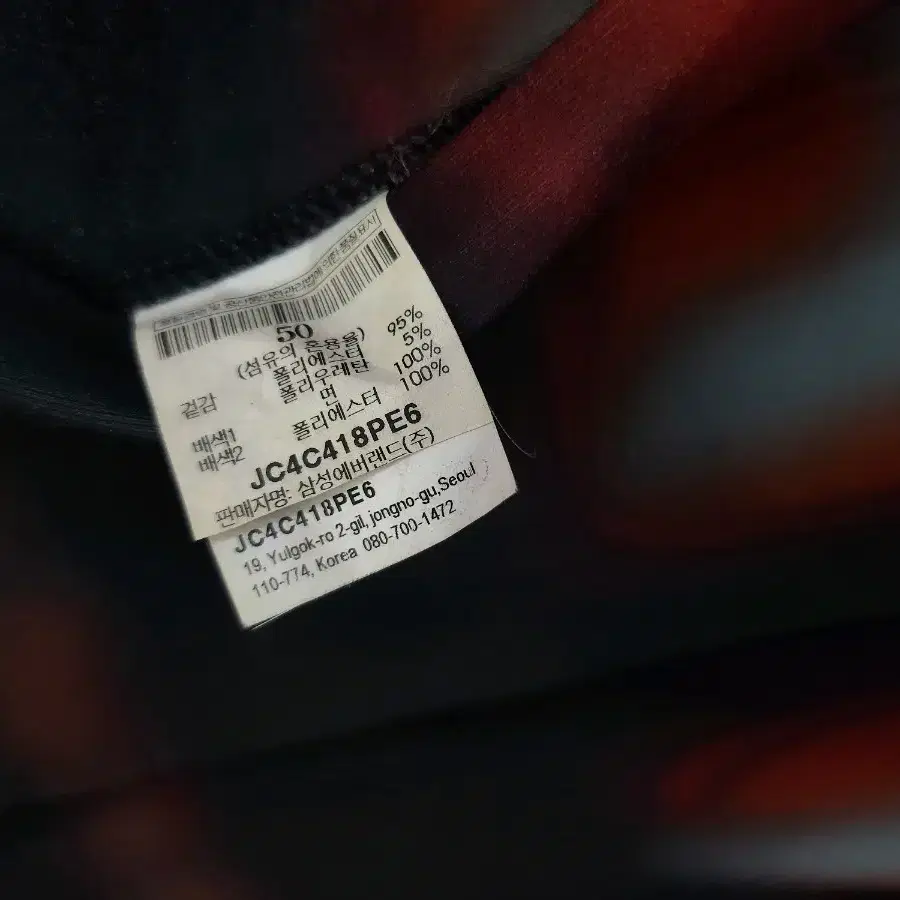 50
(섬유의 혼용율)
겉감 폴리에스터 95%
폴리우레탄 5%
배색1 면 100%
배색2 폴리에스터 100%
JC4C418PE6
판매자명: 삼성에버랜드(주)
JC4C418PE6
19, Yulgok-ro 2-gil, jongno-gu,Seoul
110-774, Korea 080-700-1472